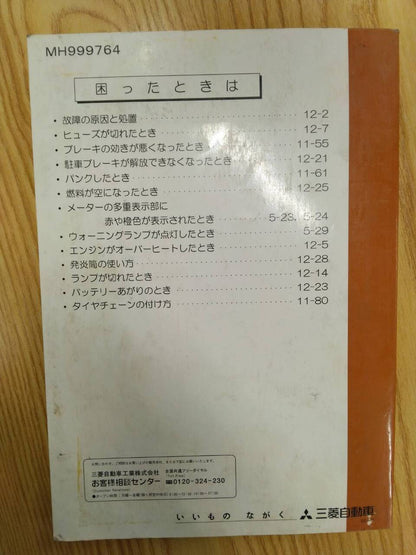 MH999764
困ったときは
・故障の原因と処置 12-2
・ヒューズが切れたとき 12-7
・ブレーキの効きが悪くなったとき 11-55
・駐車ブレーキが解放できなくなったとき 12-21
・パンクしたとき 11-61
・燃料が空になったとき 12-25
・メーターの多重表示部に
赤や橙色が表示されたとき 5-23, 5-24
・ウォーニングランプが点灯したとき 5-29
・エンジンがオーバーヒートしたとき 12-5
・発炎筒の使い方 12-28
・ランプが切れたとき 12-14
・バッテリーあがりのとき 12-23
・タイヤチェーンの付け方 11-80
三菱自動車工業株式会社
お客様相談センター
全国共通フリーダイヤル
0120-324-230
いいもの ながく
三菱自動車